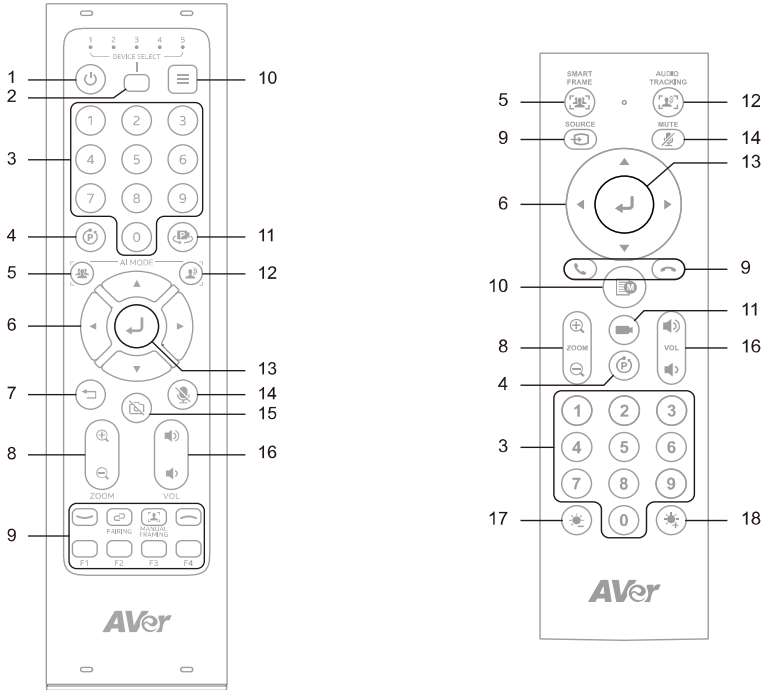 1 2 3 4 5
DEVICE SELECT
1
2
10
1 2 3
3
4 5 6
7 8 9
4
P
0
P
11
AI MODE
5
12
6
13
7
14
15
8
16
ZOOM
VOL
9
PAIRING
MANUAL
FRAMING
F1 F2 F3 F4
AVer
SMART
FRAME
AUDIO
TRACKING
5
12
SOURCE
MUTE
9
14
13
6
9
10
M
11
8
ZOOM
VOL
16
4
P
1 2 3
3
4 5 6
7 8 9
17
0
18
AVer